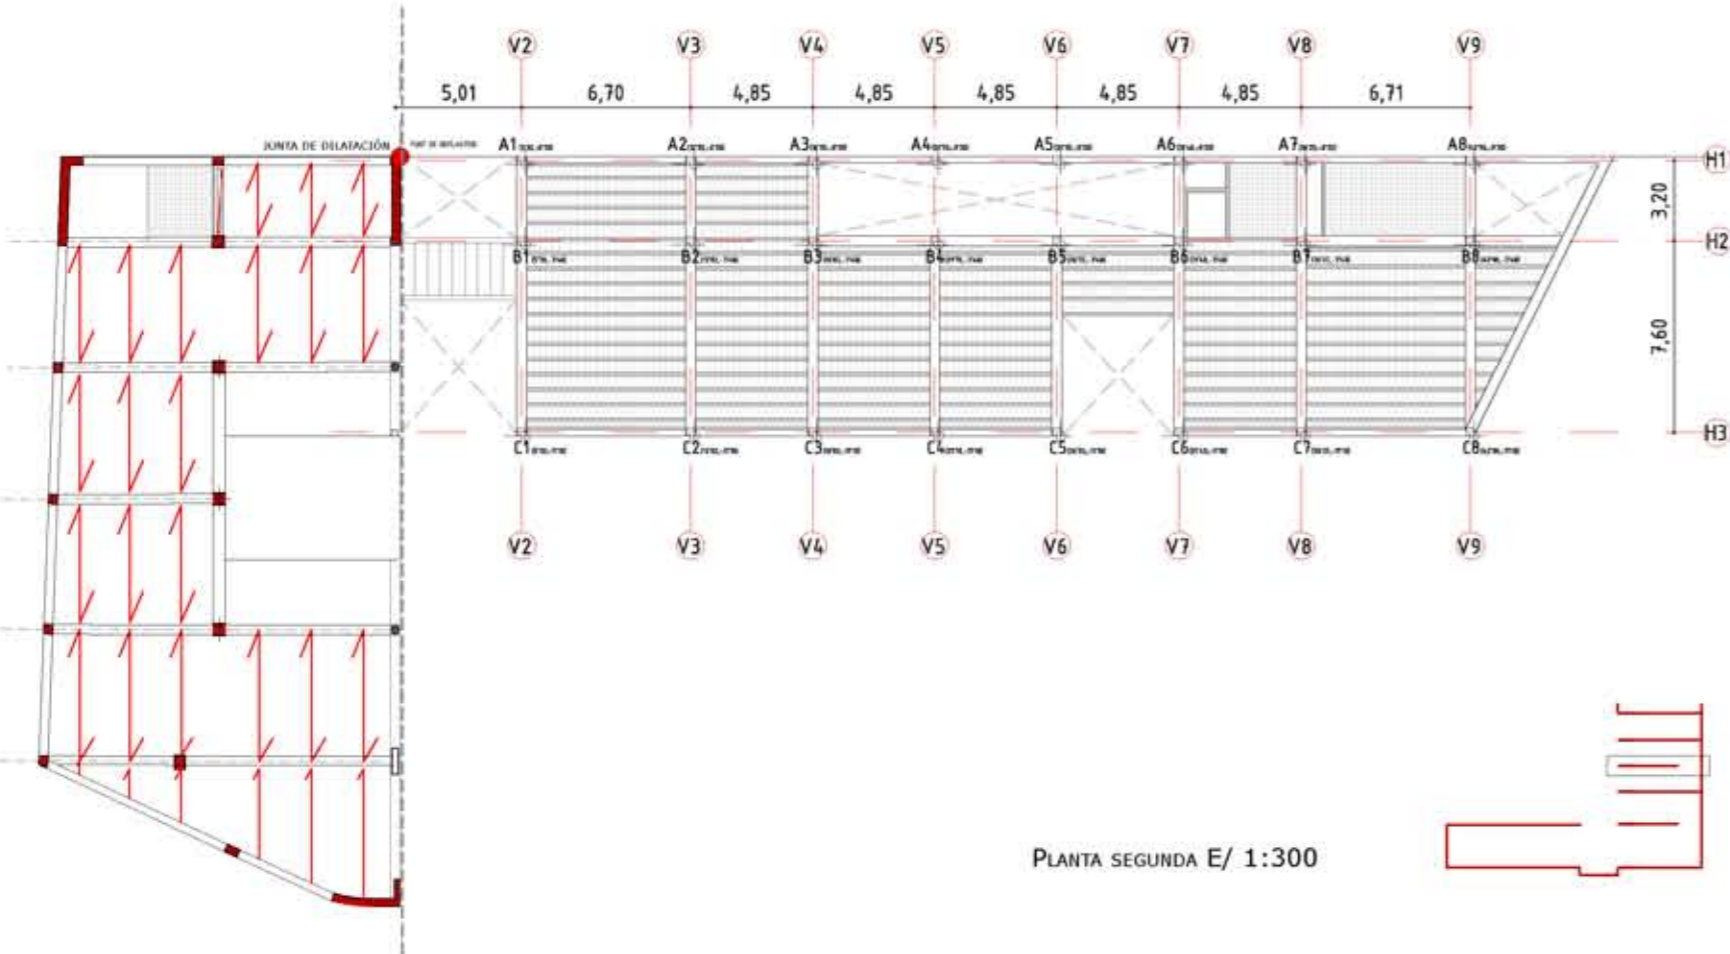 V2 V3 V4 V5 V6 V7 V8 V9
5,01 6,70 4,85 4,85 4,85 4,85 4,85 6,71
JUNTA DE DILATACIÓN A1 A2 A3 A4 A5 A6 A7 A8
H1
3,20
H2
B1 B2 B3 B4 B5 B6 B7 B8
7,60
H3
C1 C2 C3 C4 C5 C6 C7 C8
V2 V3 V4 V5 V6 V7 V8 V9
PLANTA SEGUNDA E/ 1:300